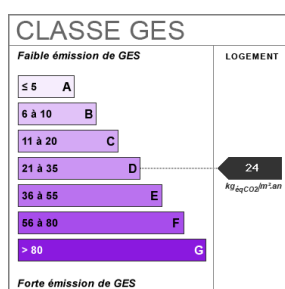 CLASSE GES
Faible émission de GES
LOGEMENT
≤ 5 A
6 à 10 B
11 à 20 C
21 à 35 D
24
kgéqCO2/m².an
36 à 55 E
56 à 80 F
> 80 G
Forte émission de GES